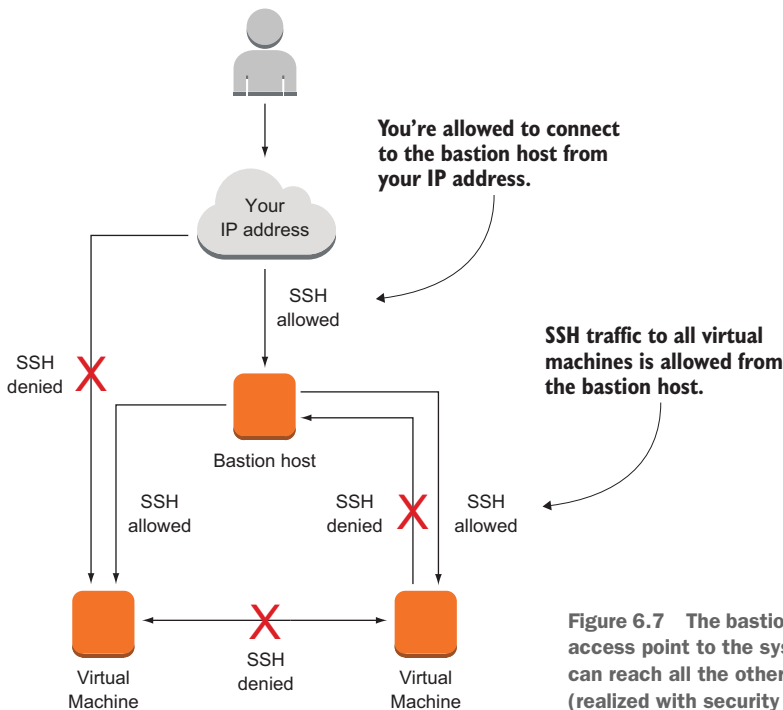 You're allowed to connect
to the bastion host from
your IP address.
Your
IP address
SSH
allowed
SSH traffic to all virtual
machines is allowed from
the bastion host.
SSH
denied
Bastion host
SSH
allowed
SSH
denied
SSH
allowed
SSH
denied
Virtual
Machine
Virtual
Machine
Figure 6.7 The bastio
access point to the sys
can reach all the other
(realized with security